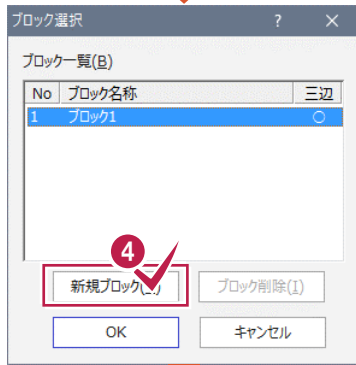 ブロック選択 ? ×
ブロック一覧(B)
No ブロック名称 三辺
1 ブロック1 ○
4
新規ブロック( )
ブロック削除(I)
OK キャンセル